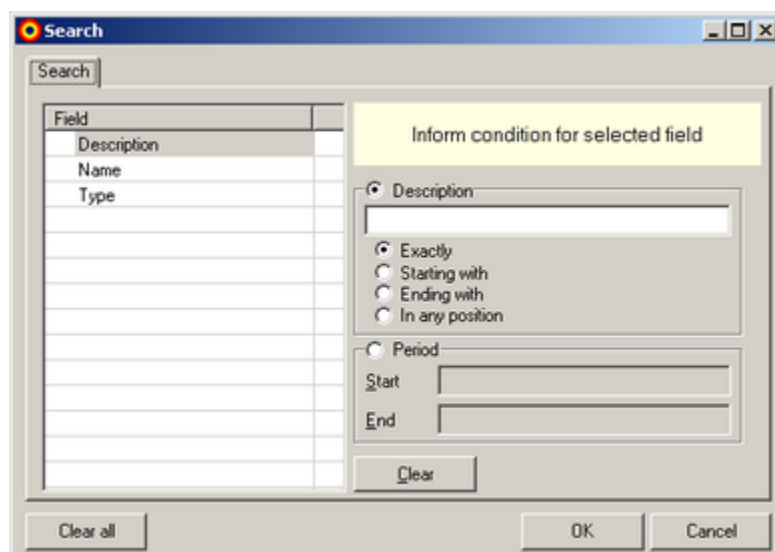 Search
Search
Field
Description
Name
Type
Inform condition for selected field
Description
Exactly
Starting with
Ending with
In any position
Period
Start
End
Clear
Clear all
OK
Cancel